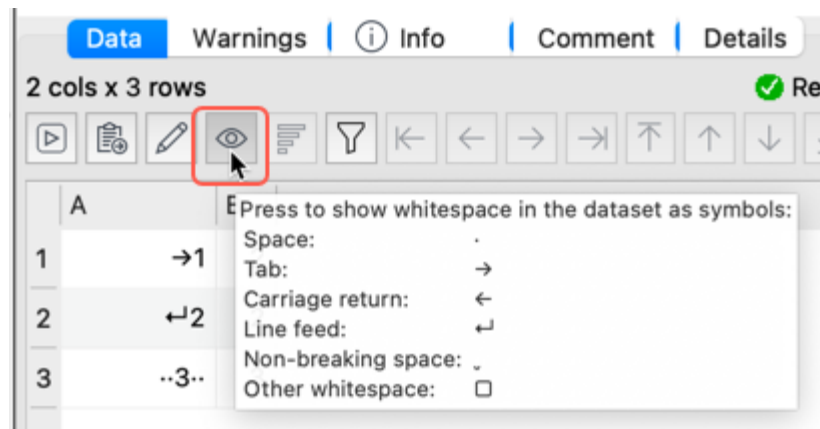 Data Warnings Info Comment Details
2 cols x 3 rows
A
Press to show whitespace in the dataset as symbols:
Space: ·
Tab: →
Carriage return: ←
Line feed: ↵
Non-breaking space: ˬ
Other whitespace: ▢
1 →1
2 ↵2
3 ··3··